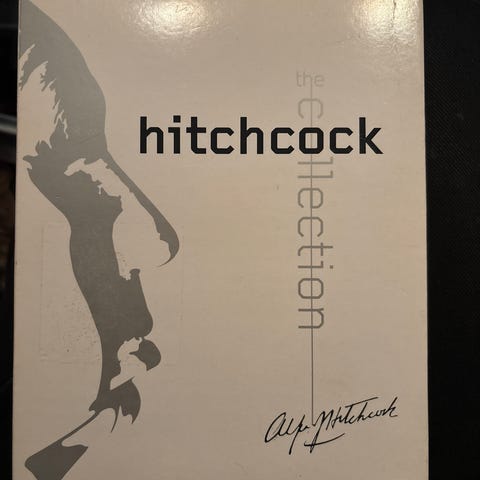 the
hitchcock
collection
Alfred Hitchcock